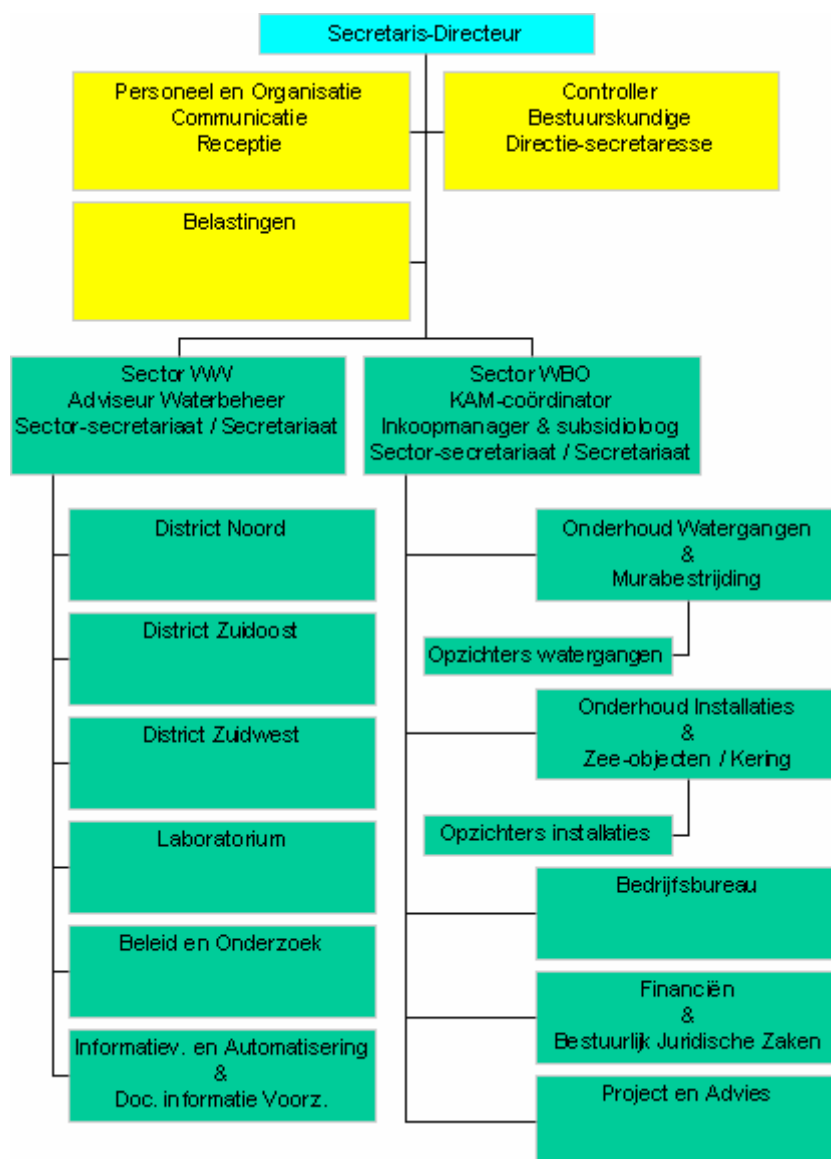 Secretaris-Directeur
Personeel en Organisatie
Communicatie
Receptie
Controller
Bestuurskundige
Directie-secretaresse
Belastingen
Sector VWV
Adviseur Waterbeheer
Sector-secretariaat / Secretariaat
Sector WBO
KAM-coördinator
Inkoopmanager & subsidioloog
Sector-secretariaat / Secretariaat
District Noord
District Zuidoost
District Zuidwest
Laboratorium
Beleid en Onderzoek
Informatiev. en Automatisering
&
Doc. informatie Voorz.
Onderhoud Watergangen
&
Murabestrijding
Opzichters watergangen
Onderhoud Installaties
&
Zee-objecten / Kering
Opzichters installaties
Bedrijfsbureau
Financiën
&
Bestuurlijk Juridische Zaken
Project en Advies